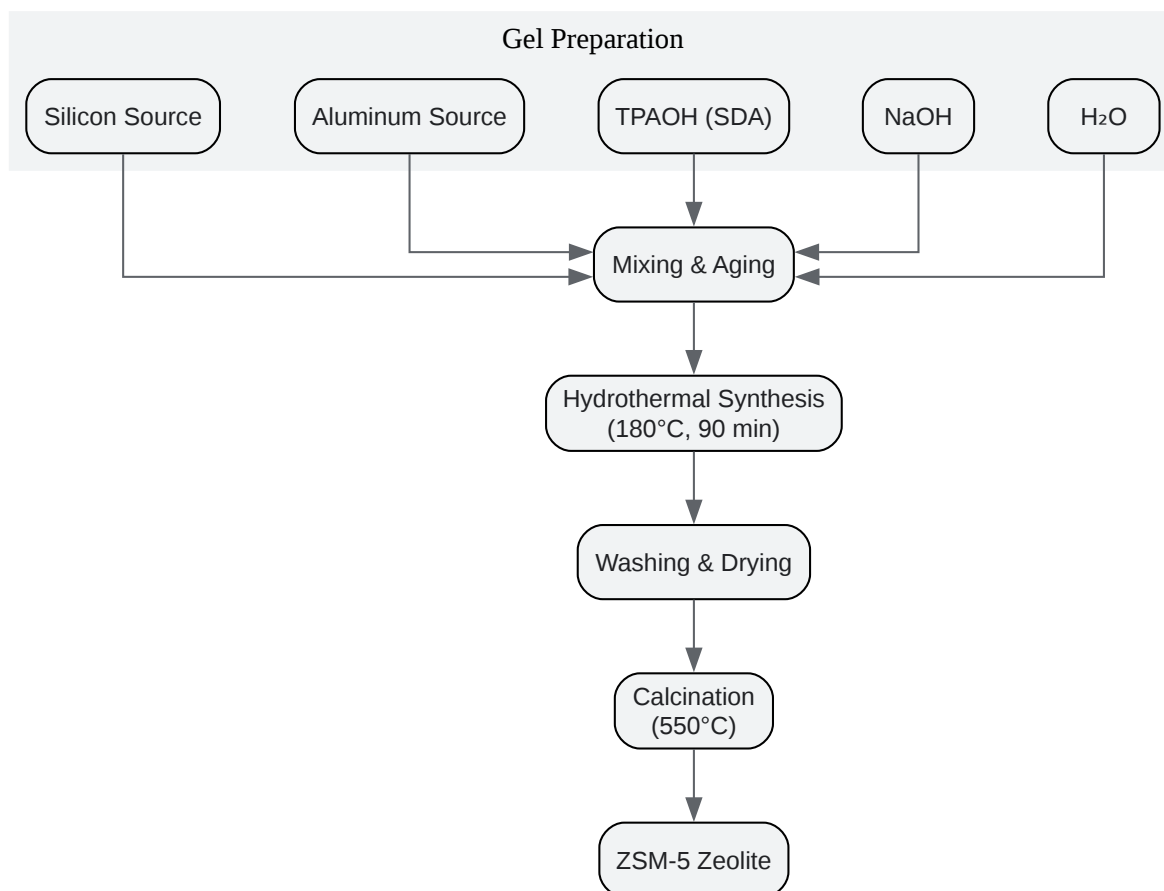 Gel Preparation
Silicon Source
Aluminum Source
TPAOH (SDA)
NaOH
H₂O
Mixing & Aging
Hydrothermal Synthesis
(180°C, 90 min)
Washing & Drying
Calcination
(550°C)
ZSM-5 Zeolite